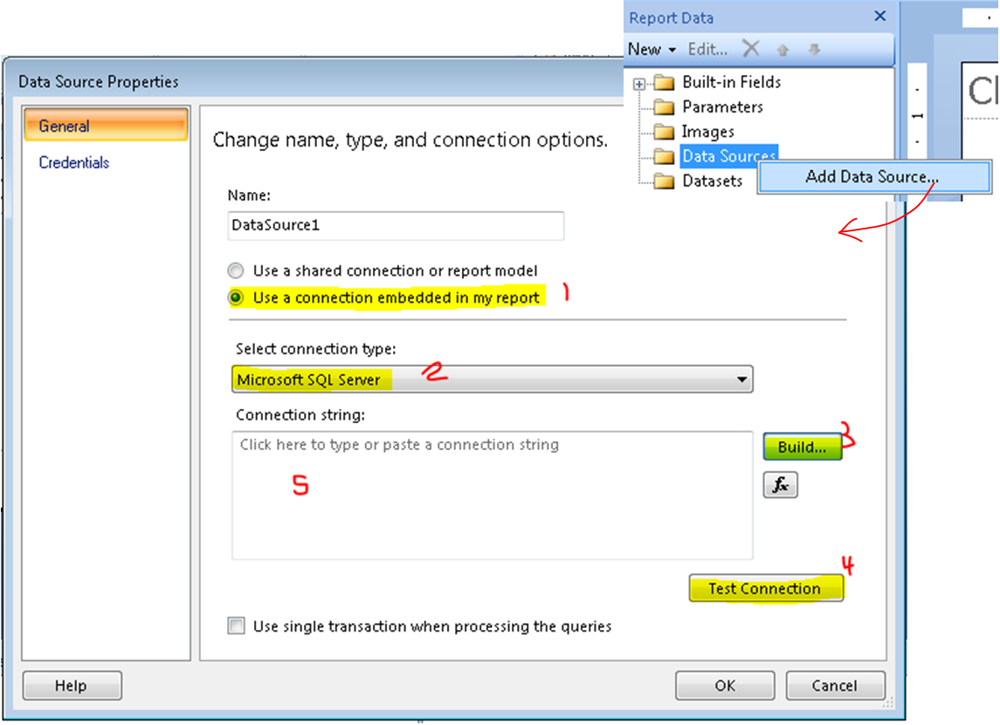 Report Data
New Edit...
Built-in Fields
Parameters
Images
Data Sources
Datasets
Add Data Source...
Data Source Properties
General
Credentials
Change name, type, and connection options.
Name:
DataSource1
Use a shared connection or report model
Use a connection embedded in my report 1
Select connection type:
Microsoft SQL Server 2
Connection string:
Click here to type or paste a connection string
Build... 3
fx
5
4
Test Connection
Use single transaction when processing the queries
Help
OK
Cancel